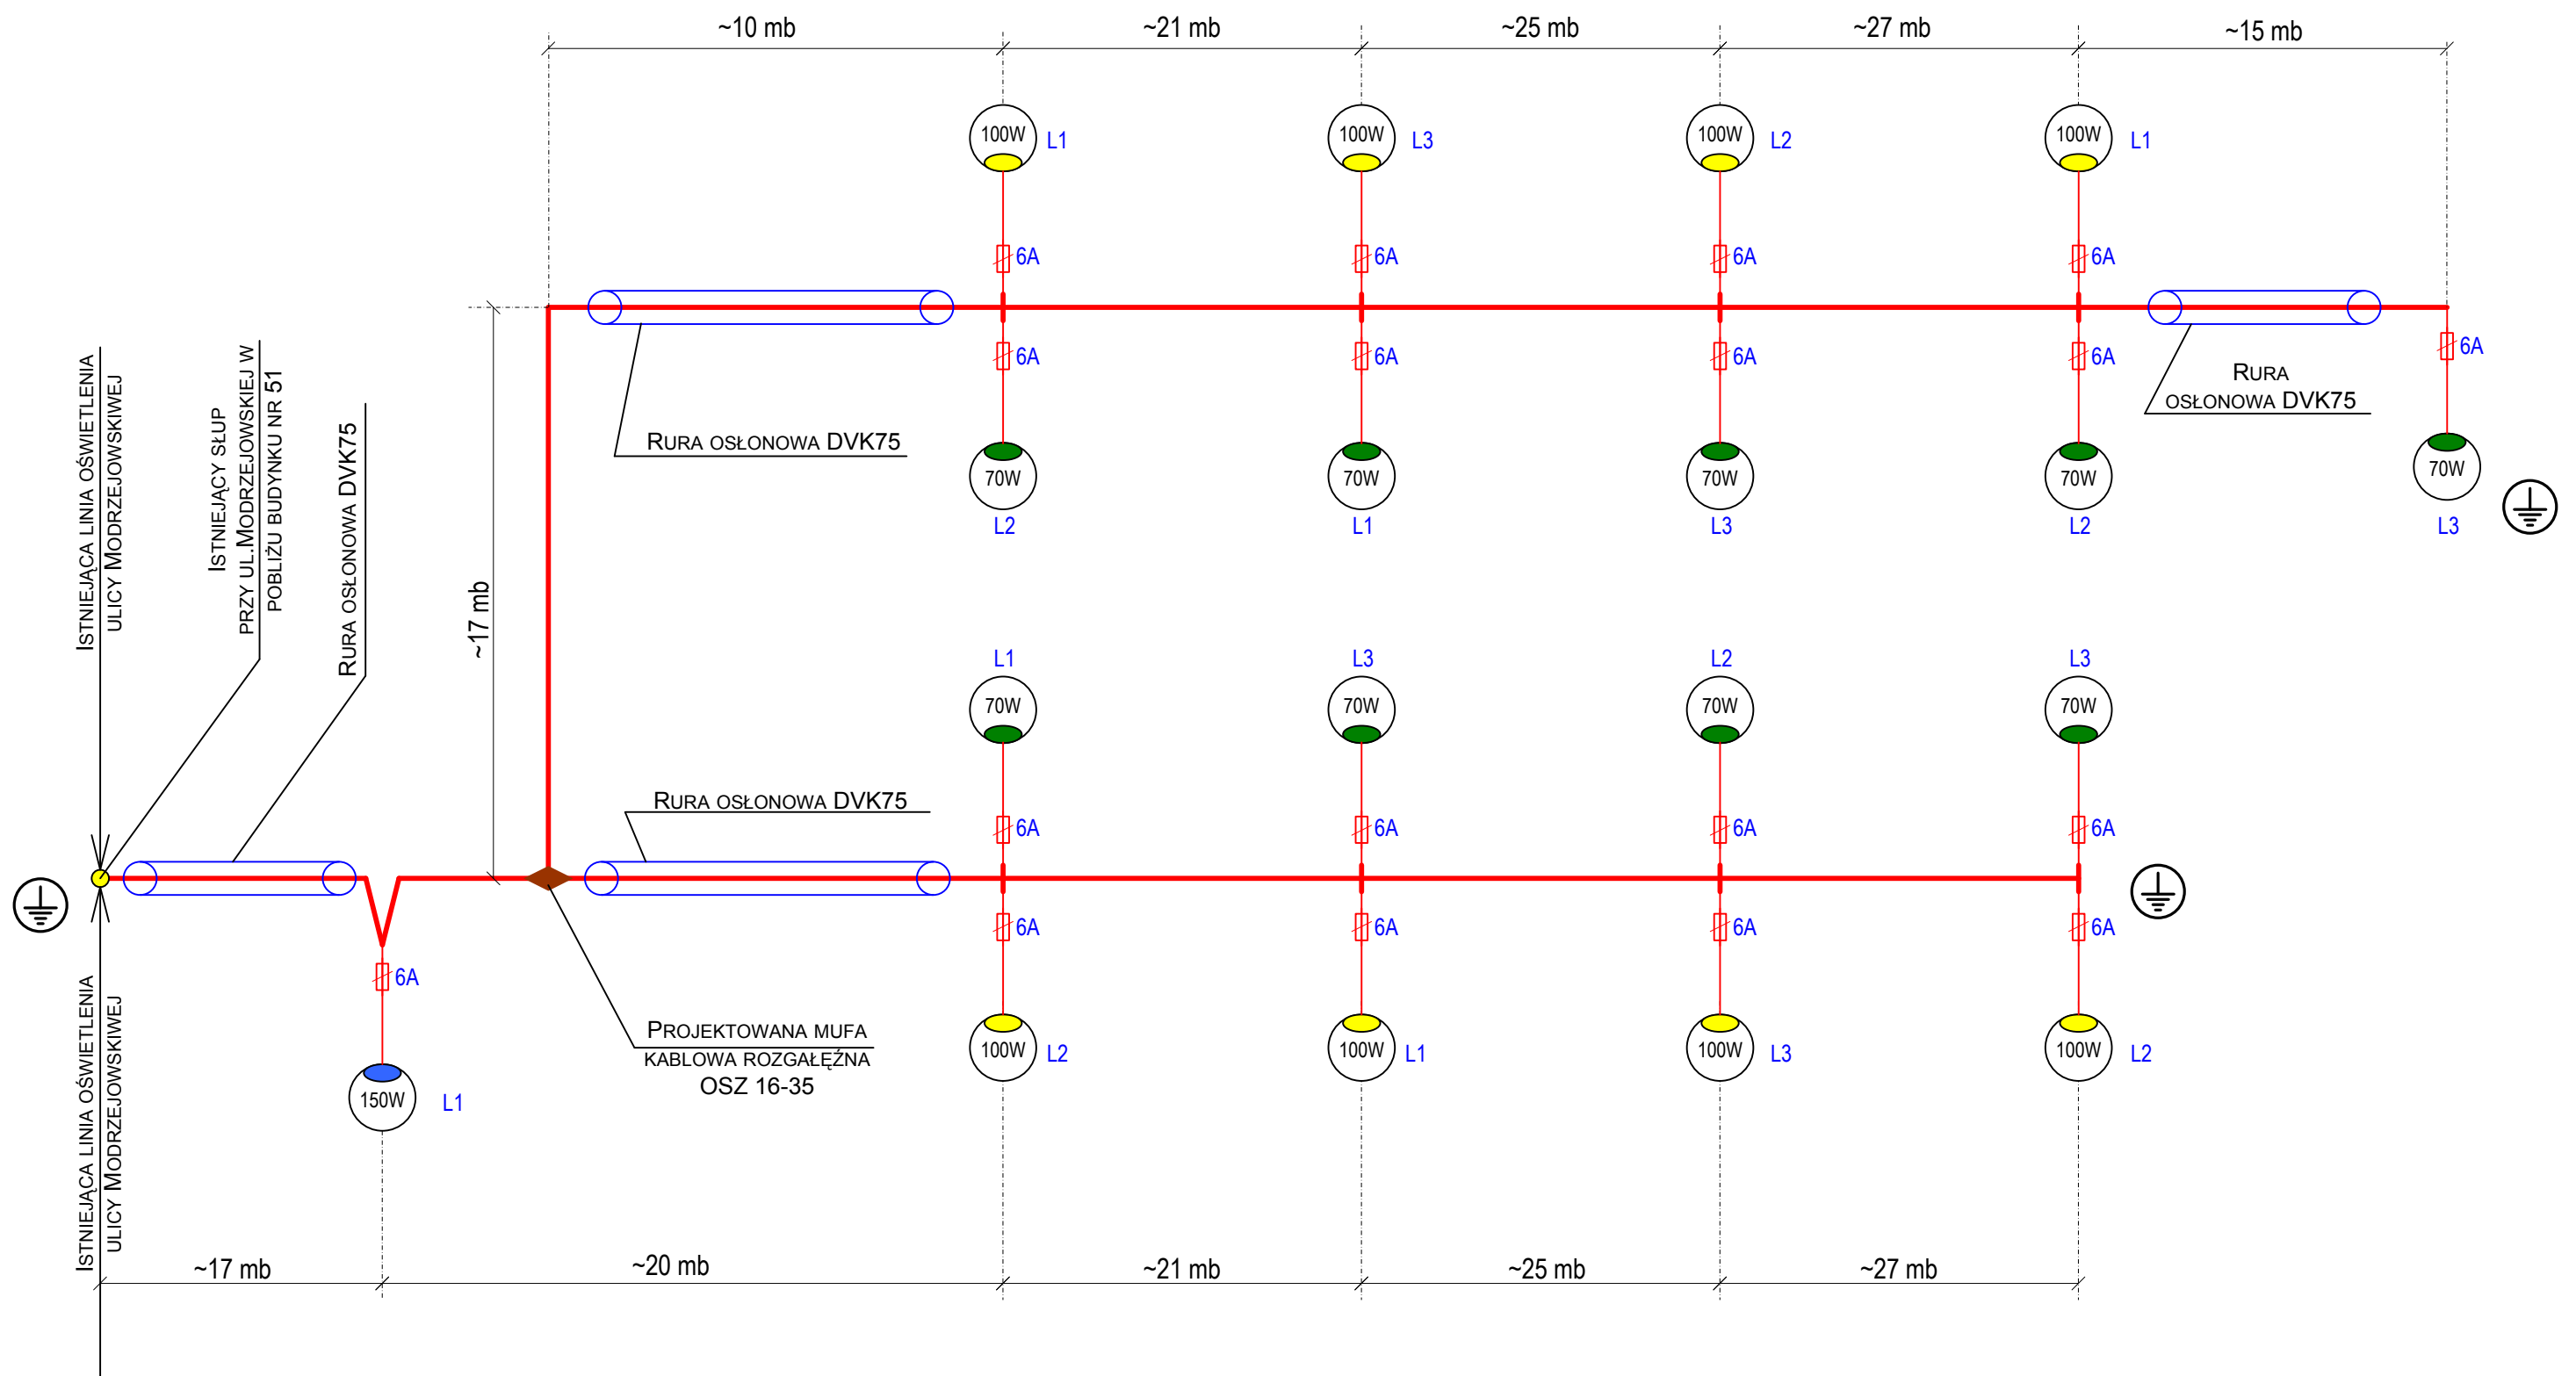 ~10 mb
~21 mb
~25 mb
~27 mb
~15 mb
100W L1
100W L3
100W L2
100W L1
6A
6A
6A
6A
6A
6A
6A
6A
6A
RURA OSŁONOWA DVK75
RURA
OSŁONOWA DVK75
70W
70W
70W
70W
70W
L2
L1
L3
L2
L3
ISTNIEJĄCA LINIA OŚWIETLENIA
ULICY MODRZEJOWSKIWEJ
ISTNIEJĄCY SŁUP
PRZY UL.MODRZEJOWSKIEJ W
POBLIŻU BUDYNKU NR 51
RURA OSŁONOWA DVK75
~17 mb
L1
L3
L2
L3
70W
70W
70W
70W
RURA OSŁONOWA DVK75
6A
6A
6A
6A
6A
6A
6A
6A
6A
PROJEKTOWANA MUFA
KABLOWA ROZGAŁĘŹNA
OSZ 16-35
100W L2
100W L1
100W L3
100W L2
150W L1
ISTNIEJĄCA LINIA OŚWIETLENIA
ULICY MODRZEJOWSKIWEJ
~17 mb
~20 mb
~21 mb
~25 mb
~27 mb